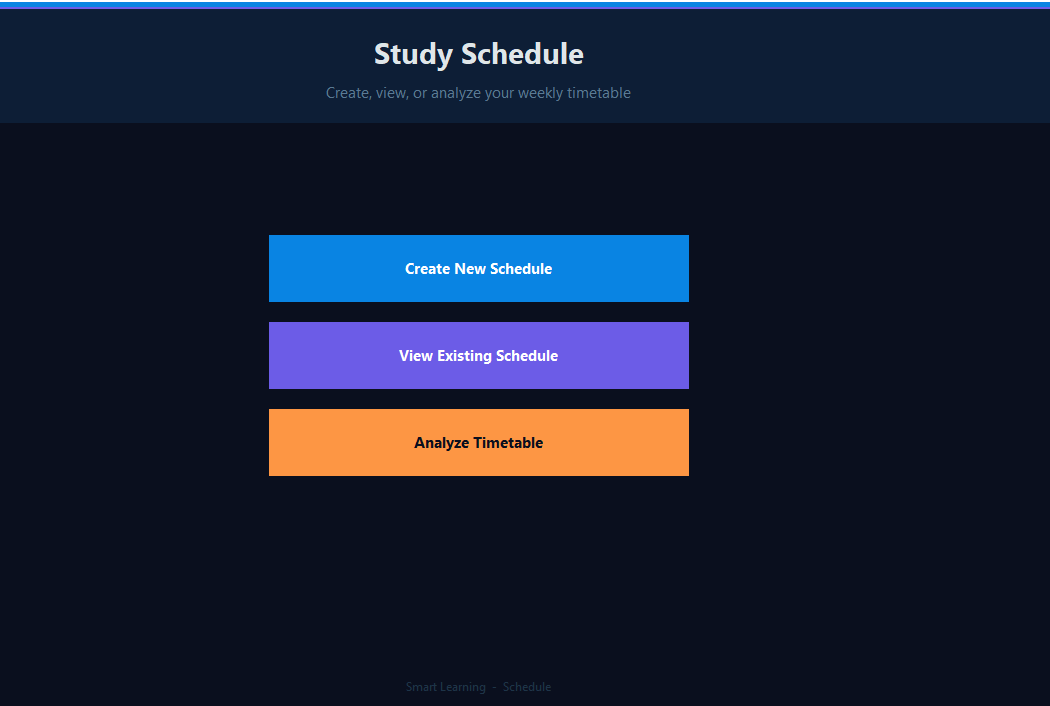 Study Schedule
Create, view, or analyze your weekly timetable
Create New Schedule
View Existing Schedule
Analyze Timetable
Smart Learning - Schedule